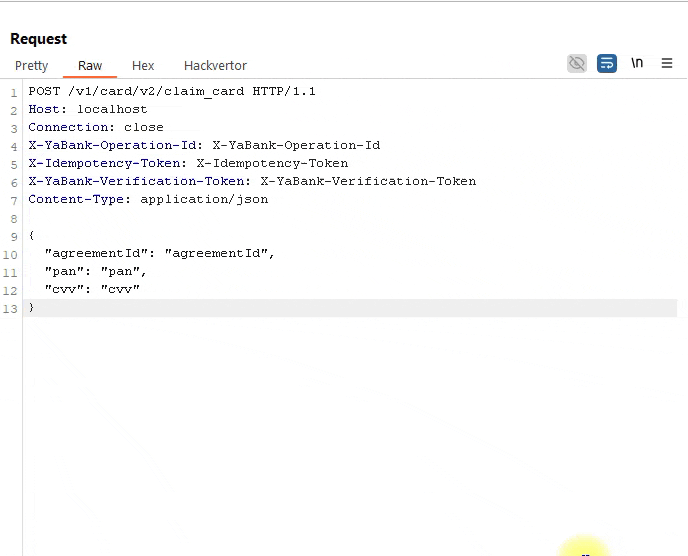 Request
Pretty Raw Hex Hackvertor \n
1 POST /v1/card/v2/claim_card HTTP/1.1
2 Host: localhost
3 Connection: close
4 X-YaBank-Operation-Id: X-YaBank-Operation-Id
5 X-Idempotency-Token: X-Idempotency-Token
6 X-YaBank-Verification-Token: X-YaBank-Verification-Token
7 Content-Type: application/json
8
9 {
10 "agreementId": "agreementId",
11 "pan": "pan",
12 "cvv": "cvv"
13 }